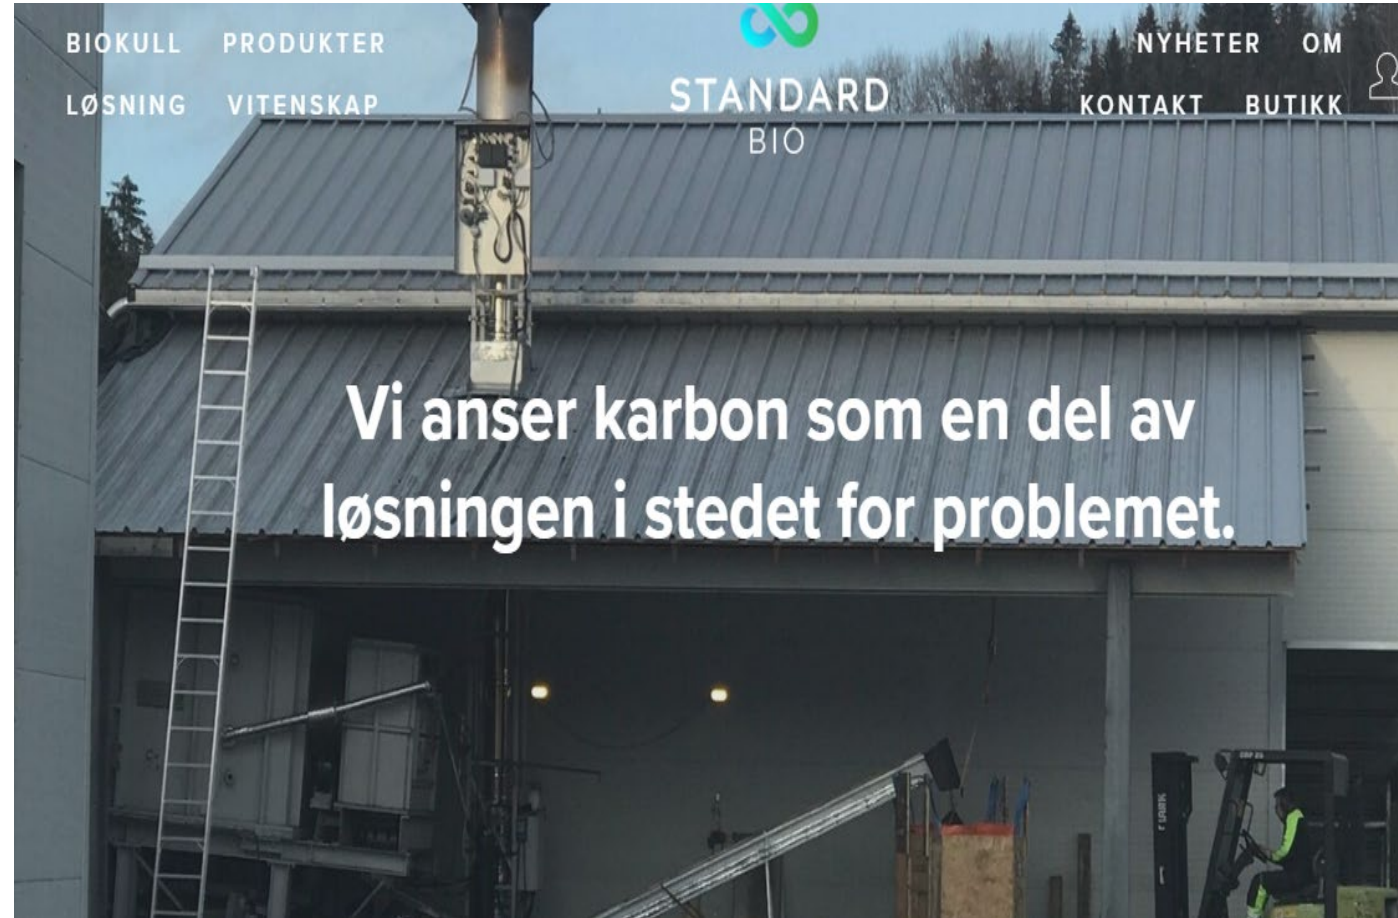 BIOKULL PRODUKTER
LØSNING VITENSKAP
STANDARD
BIO
NYHETER OM
KONTAKT BUTIKK
Vi anser karbon som en del av
løsningen i stedet for problemet.